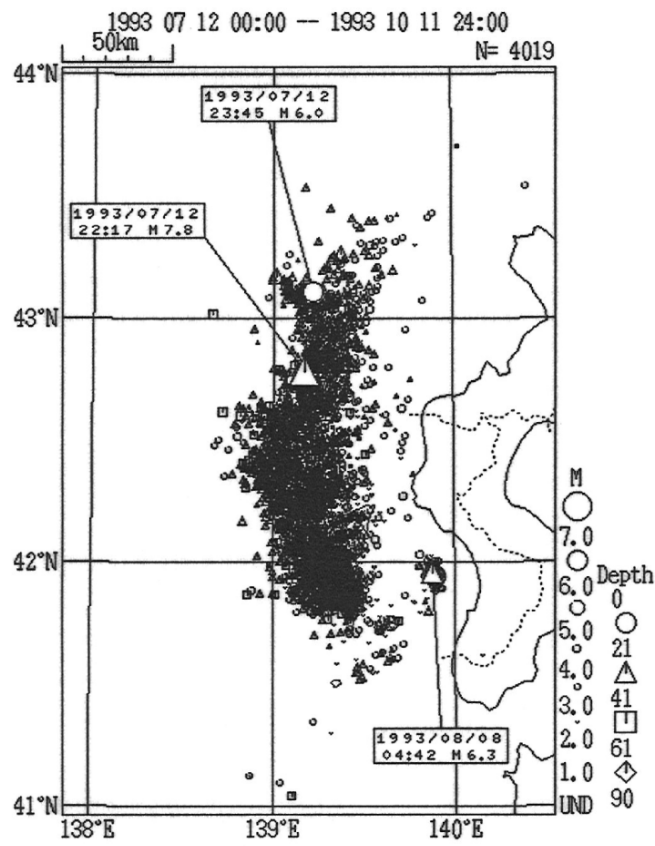 1993 07 12 00:00 -- 1993 10 11 24:00
50km
N= 4019
44°N
1993/07/12
23:45 M6.0
1993/07/12
22:17 M7.8
43°N
42°N
1993/08/08
04:42 M6.3
41°N
138°E
139°E
140°E
M
7.0
6.0
5.0
4.0
3.0
2.0
1.0
UND
Depth
0
21
41
61
90